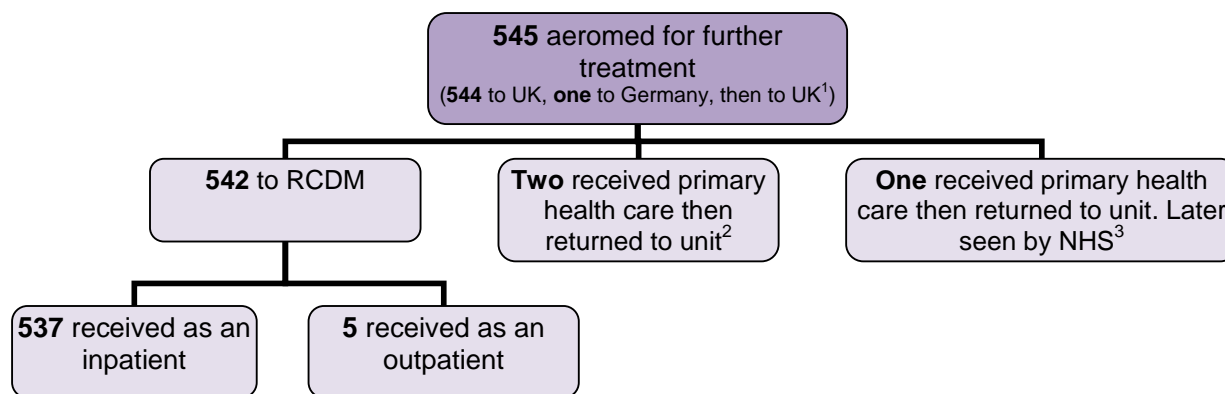 545 aeromed for further
treatment
(544 to UK, one to Germany, then to UK1)
542 to RCDM
Two received primary
health care then
returned to unit2
One received primary health
care then returned to unit. Later
seen by NHS3
537 received as an
inpatient
5 received as an
outpatient